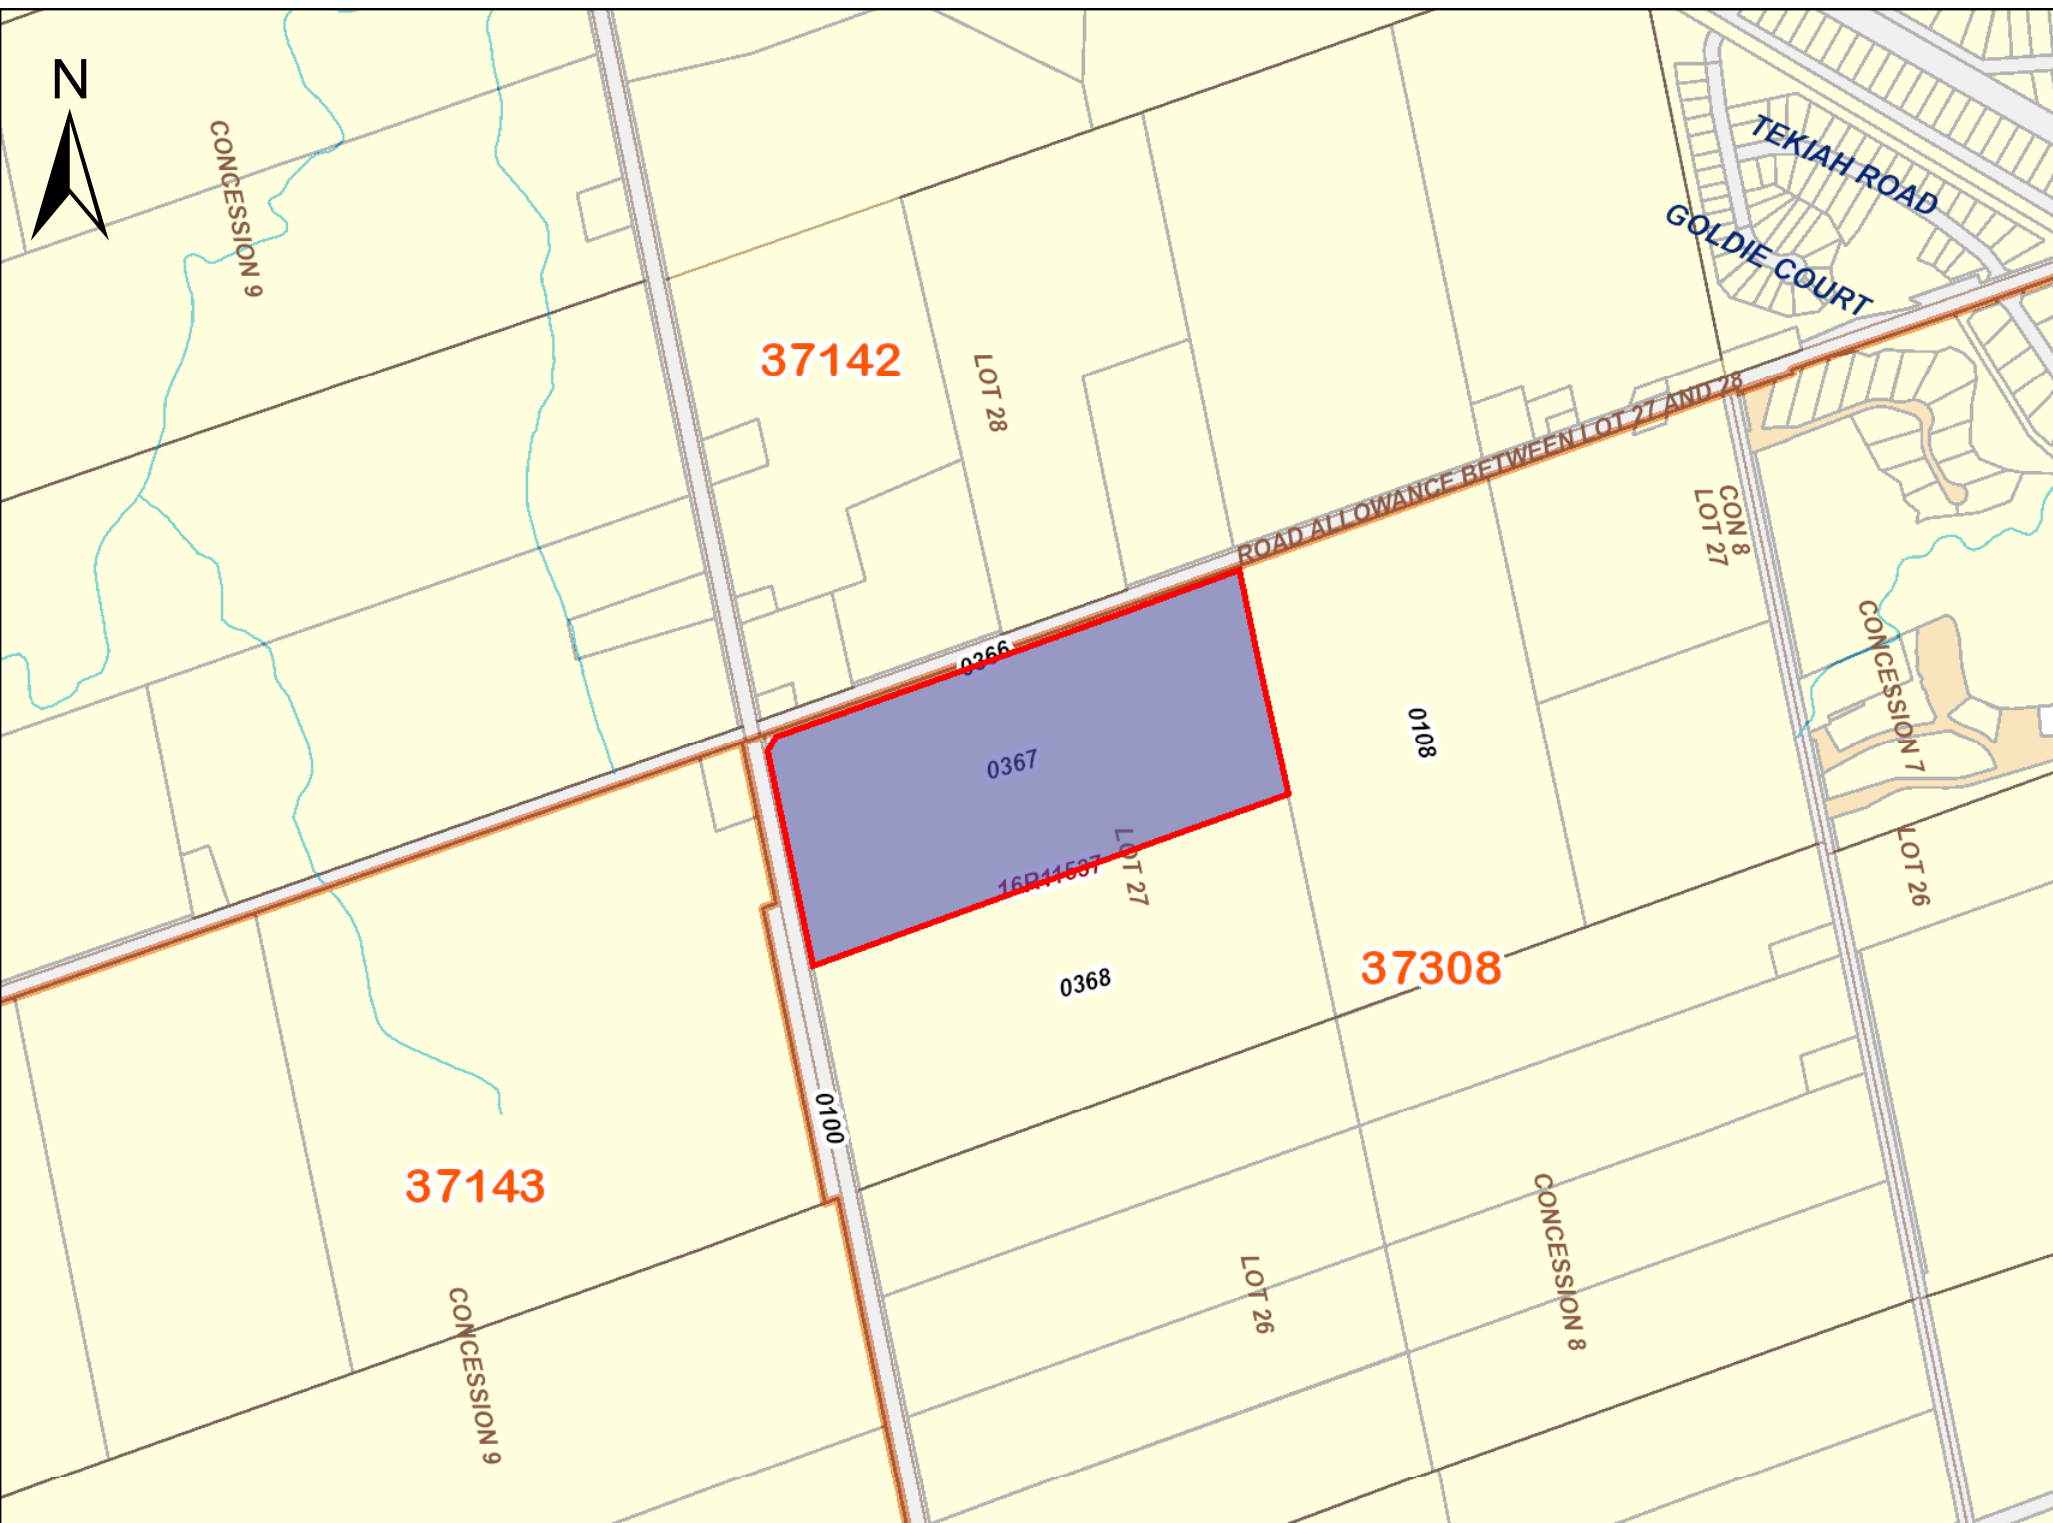 N
CONCESSION 9
TEKIAH ROAD
GOLDIE COURT
37142
LOT 28
ROAD ALLOWANCE BETWEEN LOT 27 AND 28
CON 8
LOT 27
0366
CONCESSION 7
0108
0367
LOT 27
16R11537
LOT 26
37308
0368
0100
37143
CONCESSION 8
LOT 26
CONCESSION 9